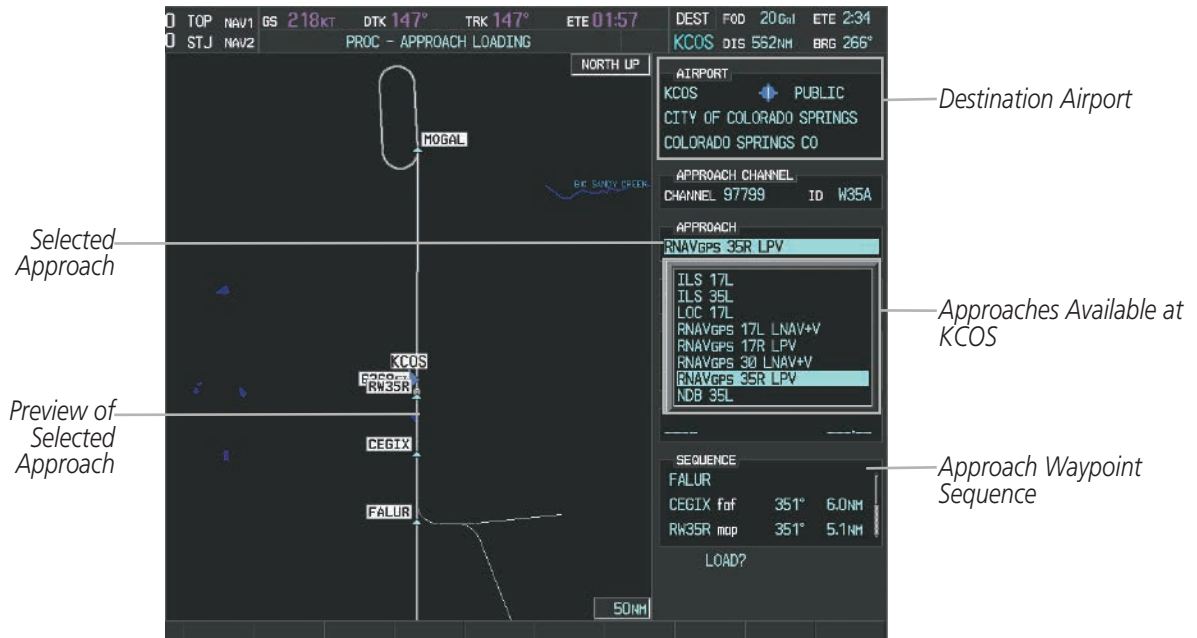 0 TOP NAV1 GS 218KT DTK 147° TRK 147° ETE 01:57 DEST FOD 20Gal ETE 2:34
0 STJ NAV2 PROC - APPROACH LOADING KCOS DIS 562NM BRG 266°
NORTH UP
AIRPORT
KCOS PUBLIC
CITY OF COLORADO SPRINGS
COLORADO SPRINGS CO
Destination Airport
MOGAL
BIG SANDY CREEK
APPROACH CHANNEL
CHANNEL 97799 ID W35A
APPROACH
RNAVGPS 35R LPV
Selected
Approach
ILS 17L
ILS 35L
LOC 17L
RNAVGPS 17L LNAV+V
RNAVGPS 17R LPV
RNAVGPS 30 LNAV+V
RNAVGPS 35R LPV
NDB 35L
Approaches Available at
KCOS
KCOS
RW35R
Preview of
Selected
Approach
CEGIX
FALUR
____ ___.__
SEQUENCE
FALUR
CEGIX faf 351° 6.0NM
RW35R map 351° 5.1NM
Approach Waypoint
Sequence
LOAD?
50NM